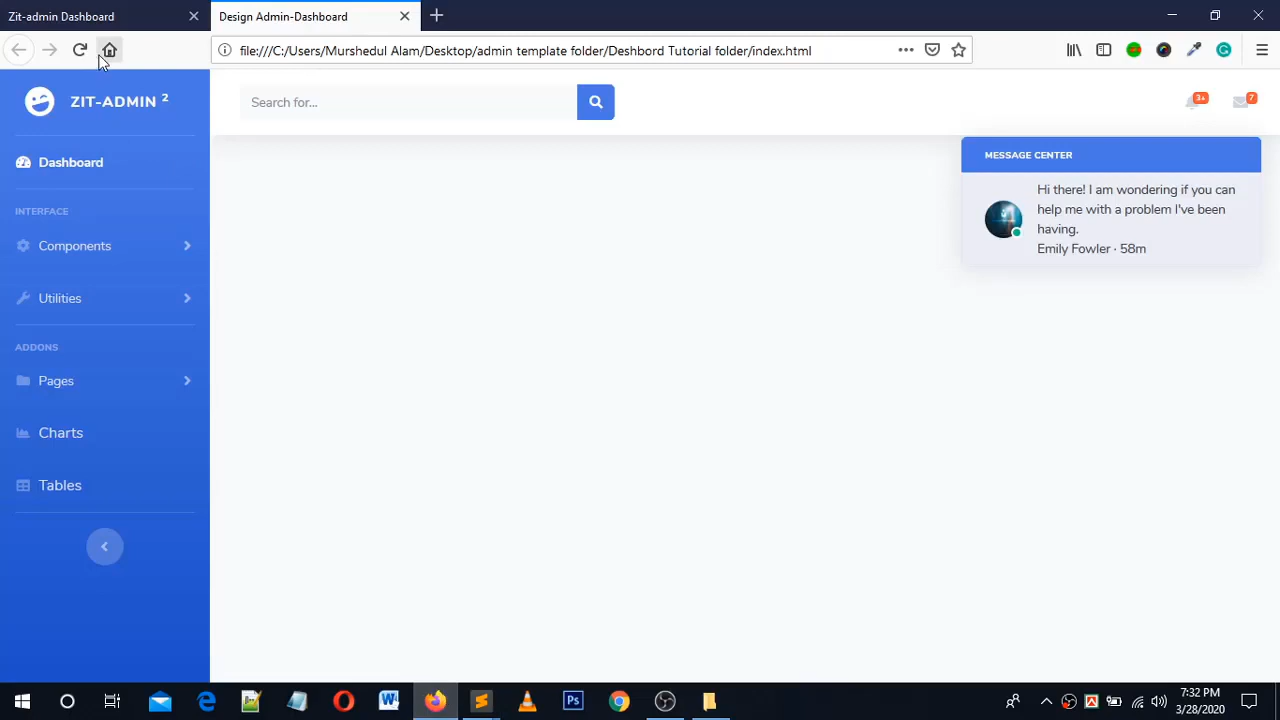 Zit-admin Dashboard
Design Admin-Dashboard
file:///C:/Users/Murshedul Alam/Desktop/admin template folder/Deshbord Tutorial folder/index.html
ZIT-ADMIN 2
Search for...
3+
7
Dashboard
INTERFACE
Components
Utilities
ADDONS
Pages
Charts
Tables
MESSAGE CENTER
Hi there! I am wondering if you can
help me with a problem I've been
having.
Emily Fowler · 58m
7:32 PM
3/28/2020